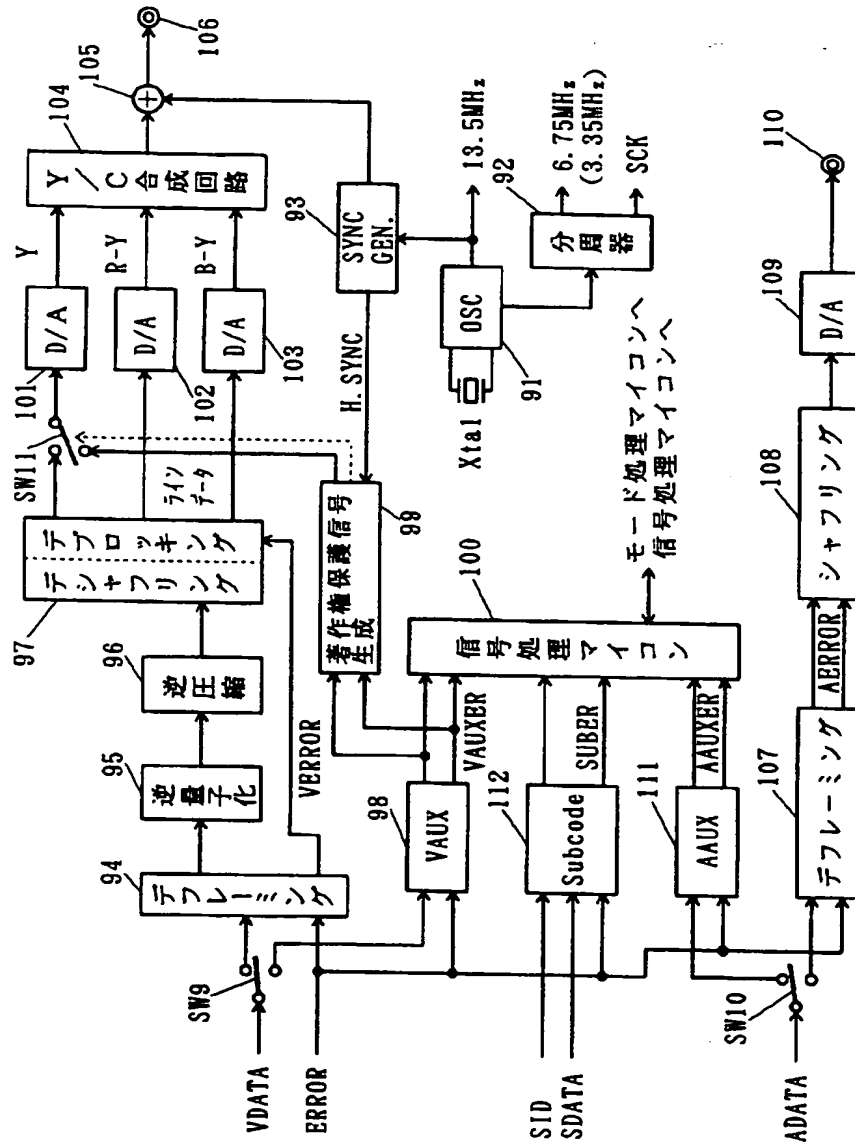 106
105
104
Y/C合成回路
Y
R-Y
B-Y
D/A
D/A
D/A
101
102
103
SW11
ライン
データ
デブロッキング
デシャフリング
97
96
逆圧縮
95
逆量子化
94
デフレーミング
VERROR
SW9
VDATA
ERROR
93
SYNC
GEN.
H.SYNC
13.5MHz
6.75MHz
(3.35MHz)
92
SCK
分周器
OSC
91
Xtal
著作権保護信号
生成
99
100
信号処理マイコン
モード処理マイコンへ
信号処理マイコンへ
98
VAUX
VAUXER
112
Subcode
SUBER
111
AAUX
AAUXER
SID
SDATA
SW10
ADATA
107
デフレーミング
AERROR
108
シャフリング
109
D/A
110